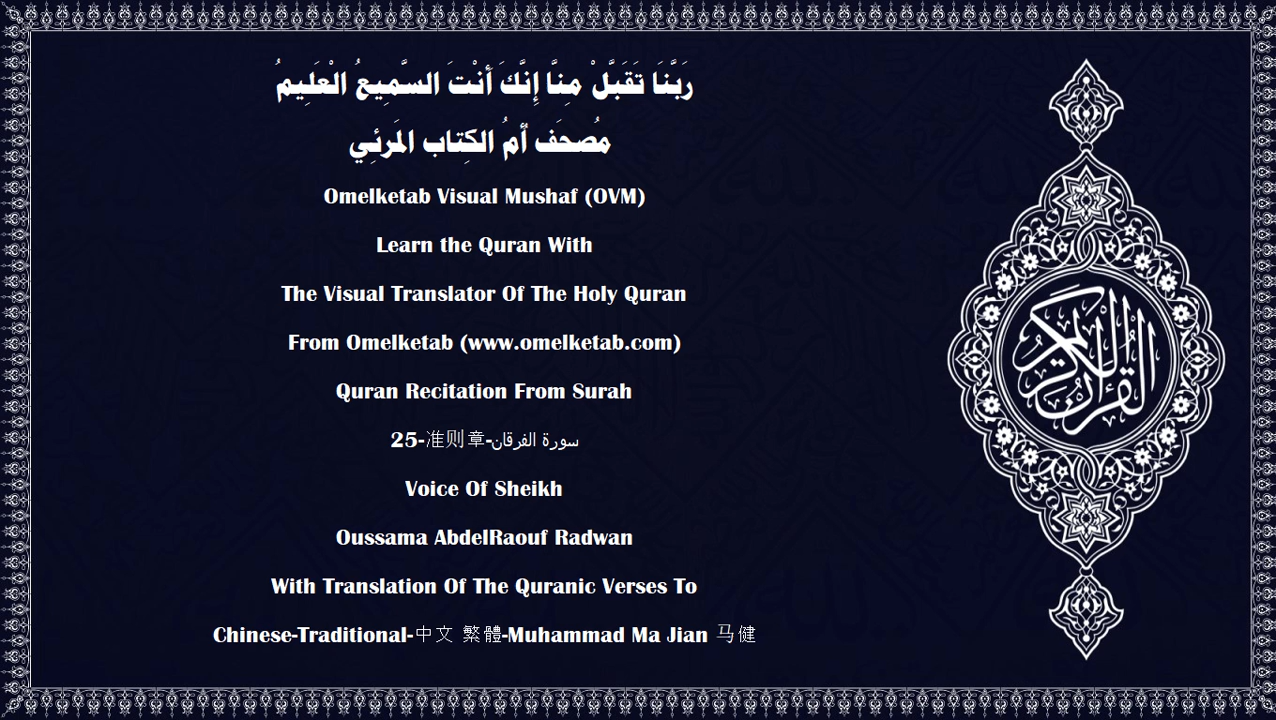 رَبَّنَا تَقَبَّلْ مِنَّا إِنَّكَ أَنْتَ السَّمِيعُ الْعَلِيمُ
مُصحَف أمُ الكِتاب المَرئِي
Omelketab Visual Mushaf (OVM)
Learn the Quran With
The Visual Translator Of The Holy Quran
From Omelketab (www.omelketab.com)
Quran Recitation From Surah
25-准则章-سورة الفرقان
Voice Of Sheikh
Oussama AbdelRaouf Radwan
With Translation Of The Quranic Verses To
Chinese-Traditional-中文 繁體-Muhammad Ma Jian 马健
القرآن الكريم